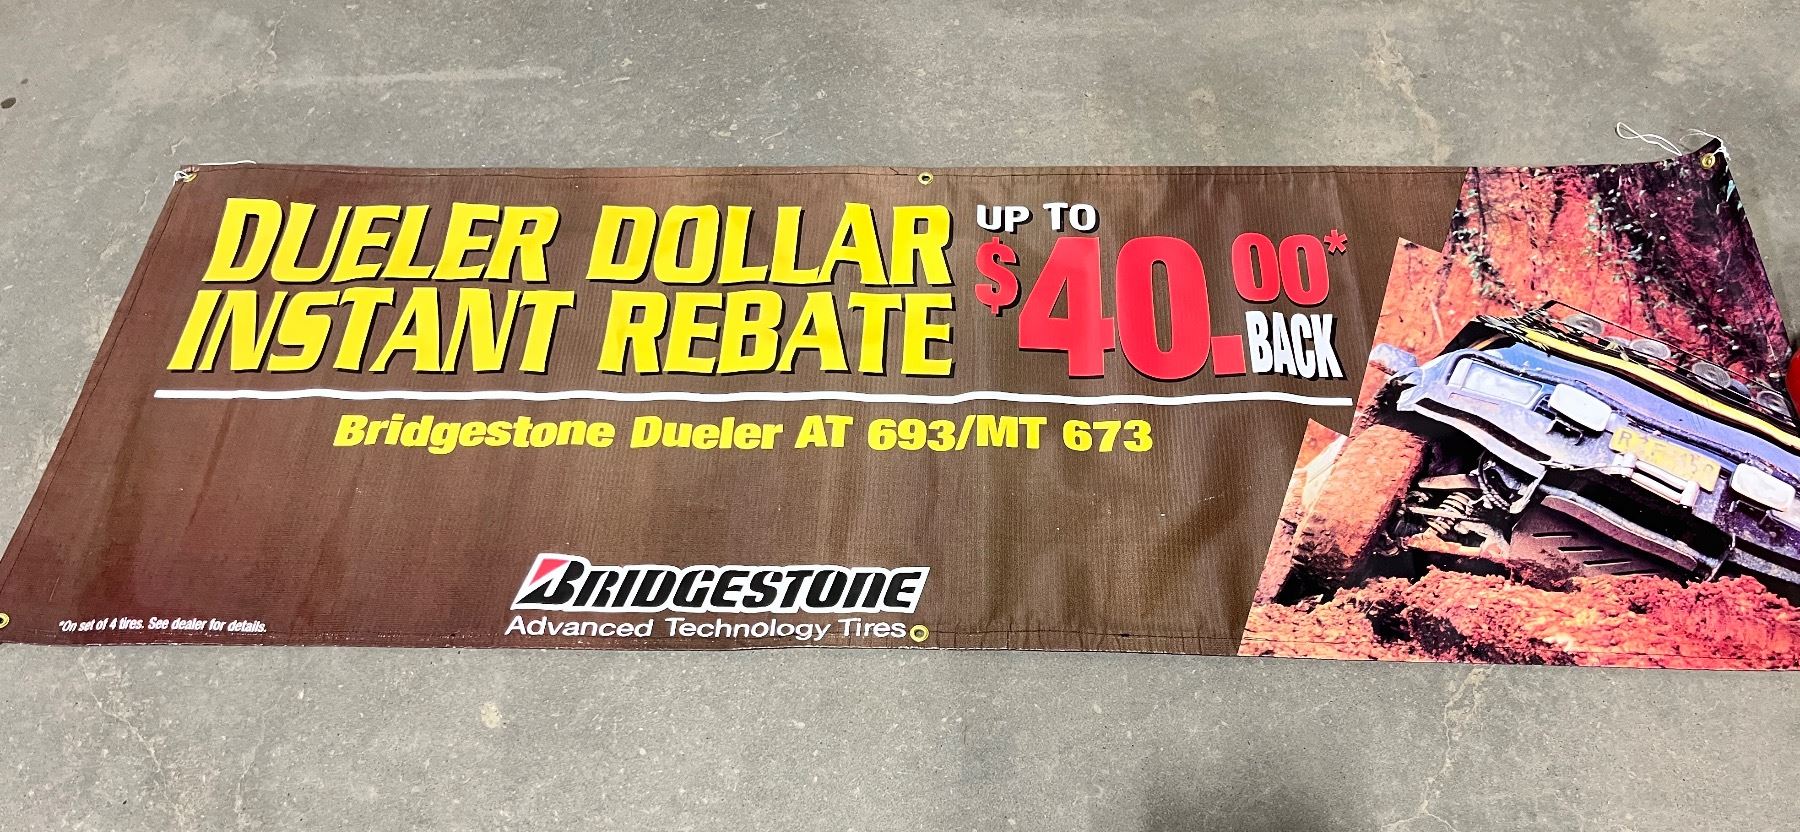 DUELER DOLLAR
INSTANT REBATE
UP TO
$40.00*
BACK
Bridgestone Dueler AT 693/MT 673
BRIDGESTONE
Advanced Technology Tires
*On set of 4 tires. See dealer for details.